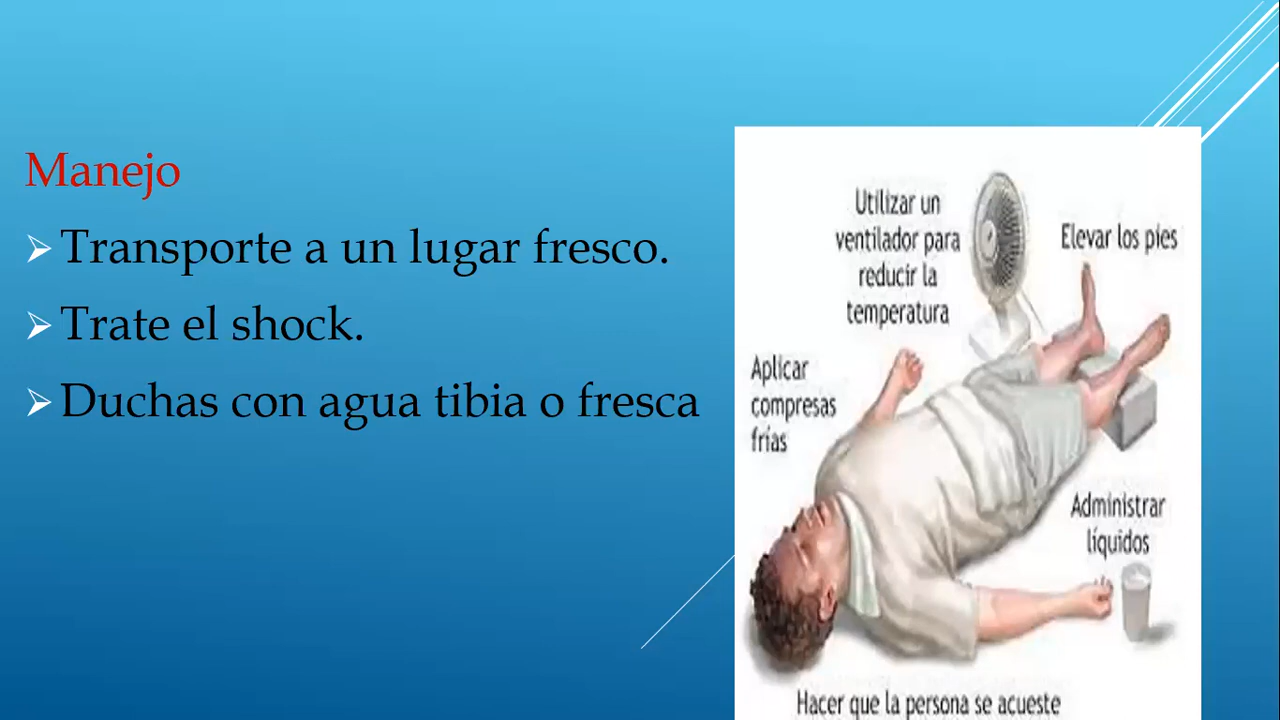 Manejo
Transporte a un lugar fresco.
Trate el shock.
Duchas con agua tibia o fresca
Utilizar un
ventilador para
reducir la
temperatura
Elevar los pies
Aplicar
compresas
frías
Administrar
líquidos
Hacer que la persona se acueste